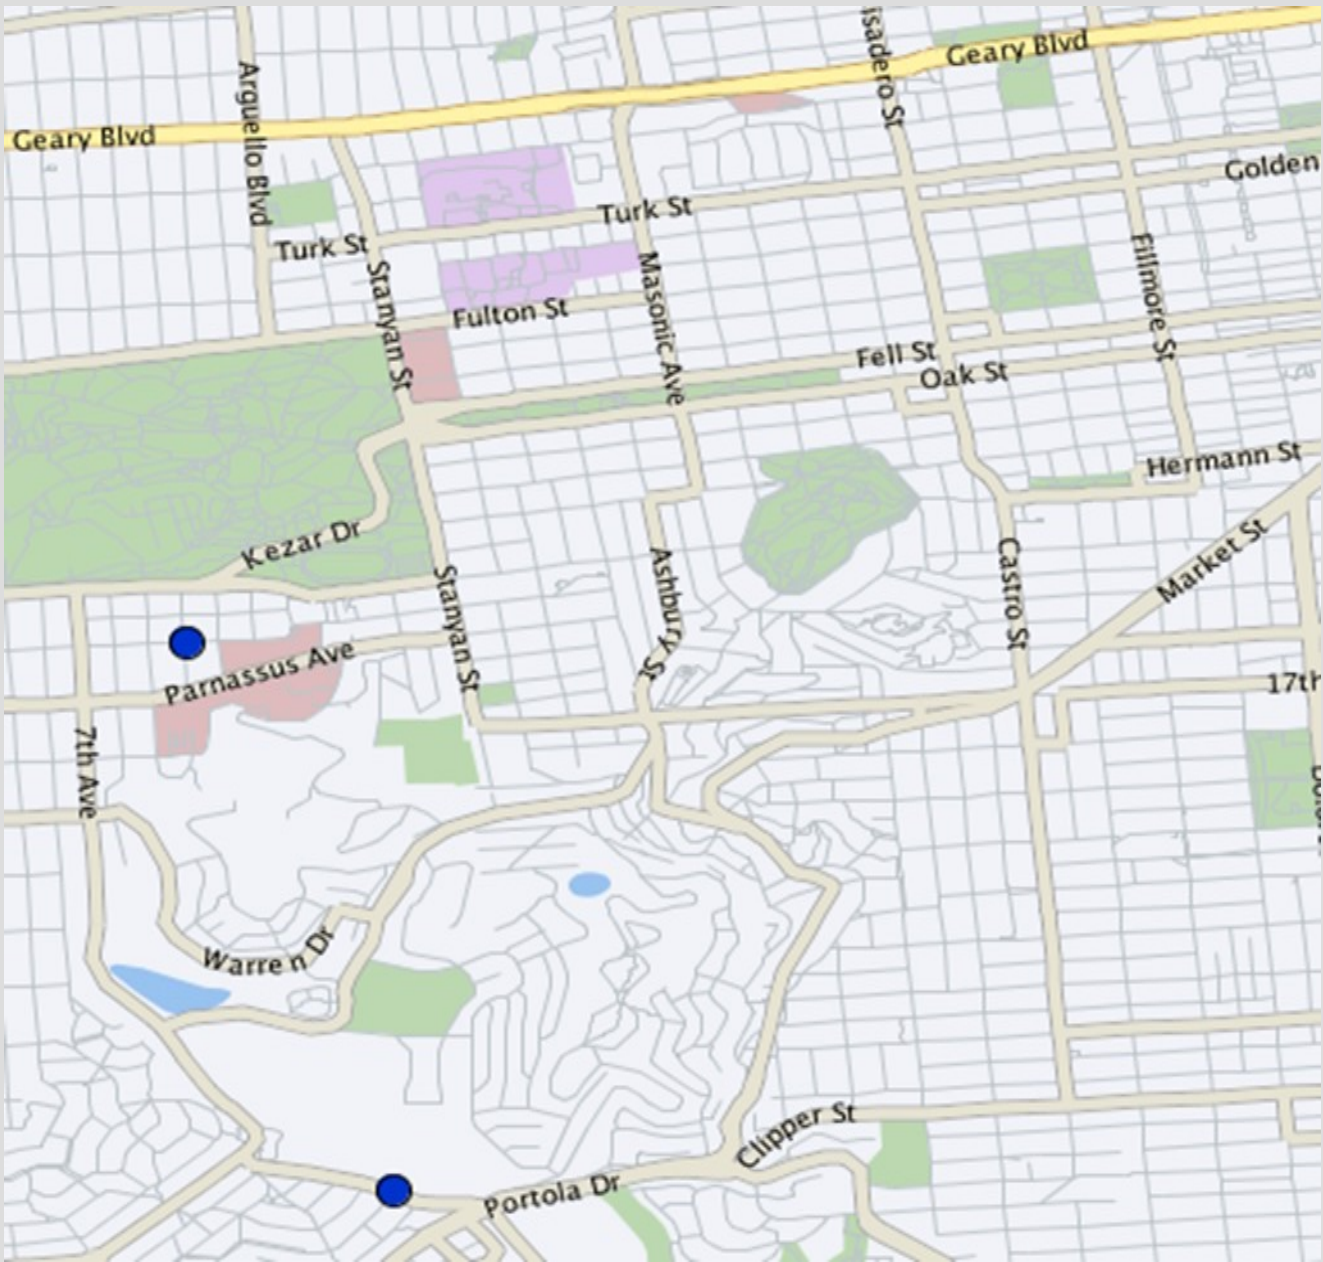 isadero St
Geary Blvd
Arguello Blvd
Geary Blvd
Golden
Turk St
Turk St
Stanyan St
Masonic Ave
Fillmore St
Fulton St
Fell St
Oak St
Hermann St
Kezar Dr
Market St
Castro St
Ashbury St
Stanyan St
Parnassus Ave
17th
7th Ave
Warren Dr
Clipper St
Portola Dr